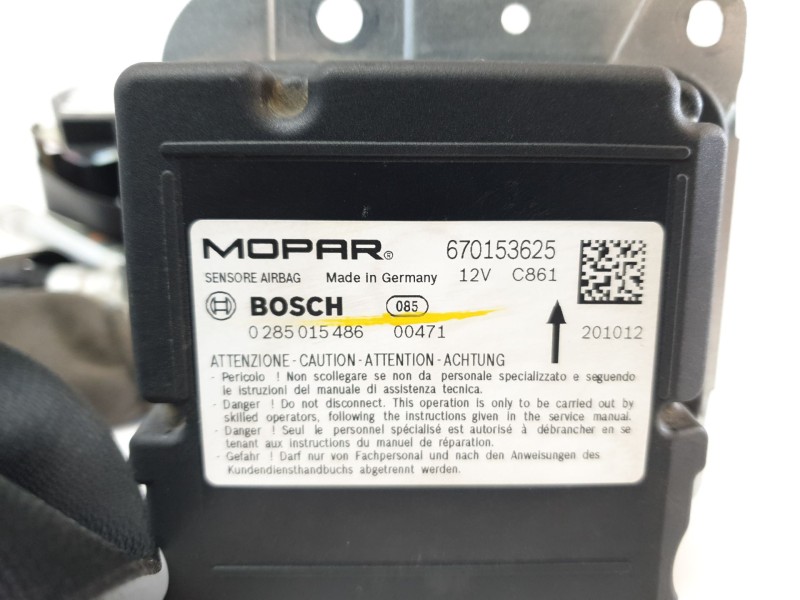 MOPAR® 670153625
SENSORE AIRBAG Made in Germany 12V C861
BOSCH 085
0 285 015 486 00471 201012
ATTENZIONE - CAUTION - ATTENTION - ACHTUNG
- Pericolo ! Non scollegare se non da personale specializzato e seguendo
le istruzioni del manuale di assistenza tecnica.
- Danger ! Do not disconnect. This operation is only to be carried out by
skilled operators, following the instructions given in the service manual.
- Danger ! Seul le personnel spécialisé est autorisé à débrancher en se
tenant aux instructions du manuel de réparation.
- Gefahr ! Darf nur von Fachpersonal und nach den Anweisungen des
Kundendiensthandbuchs abgetrennt werden.